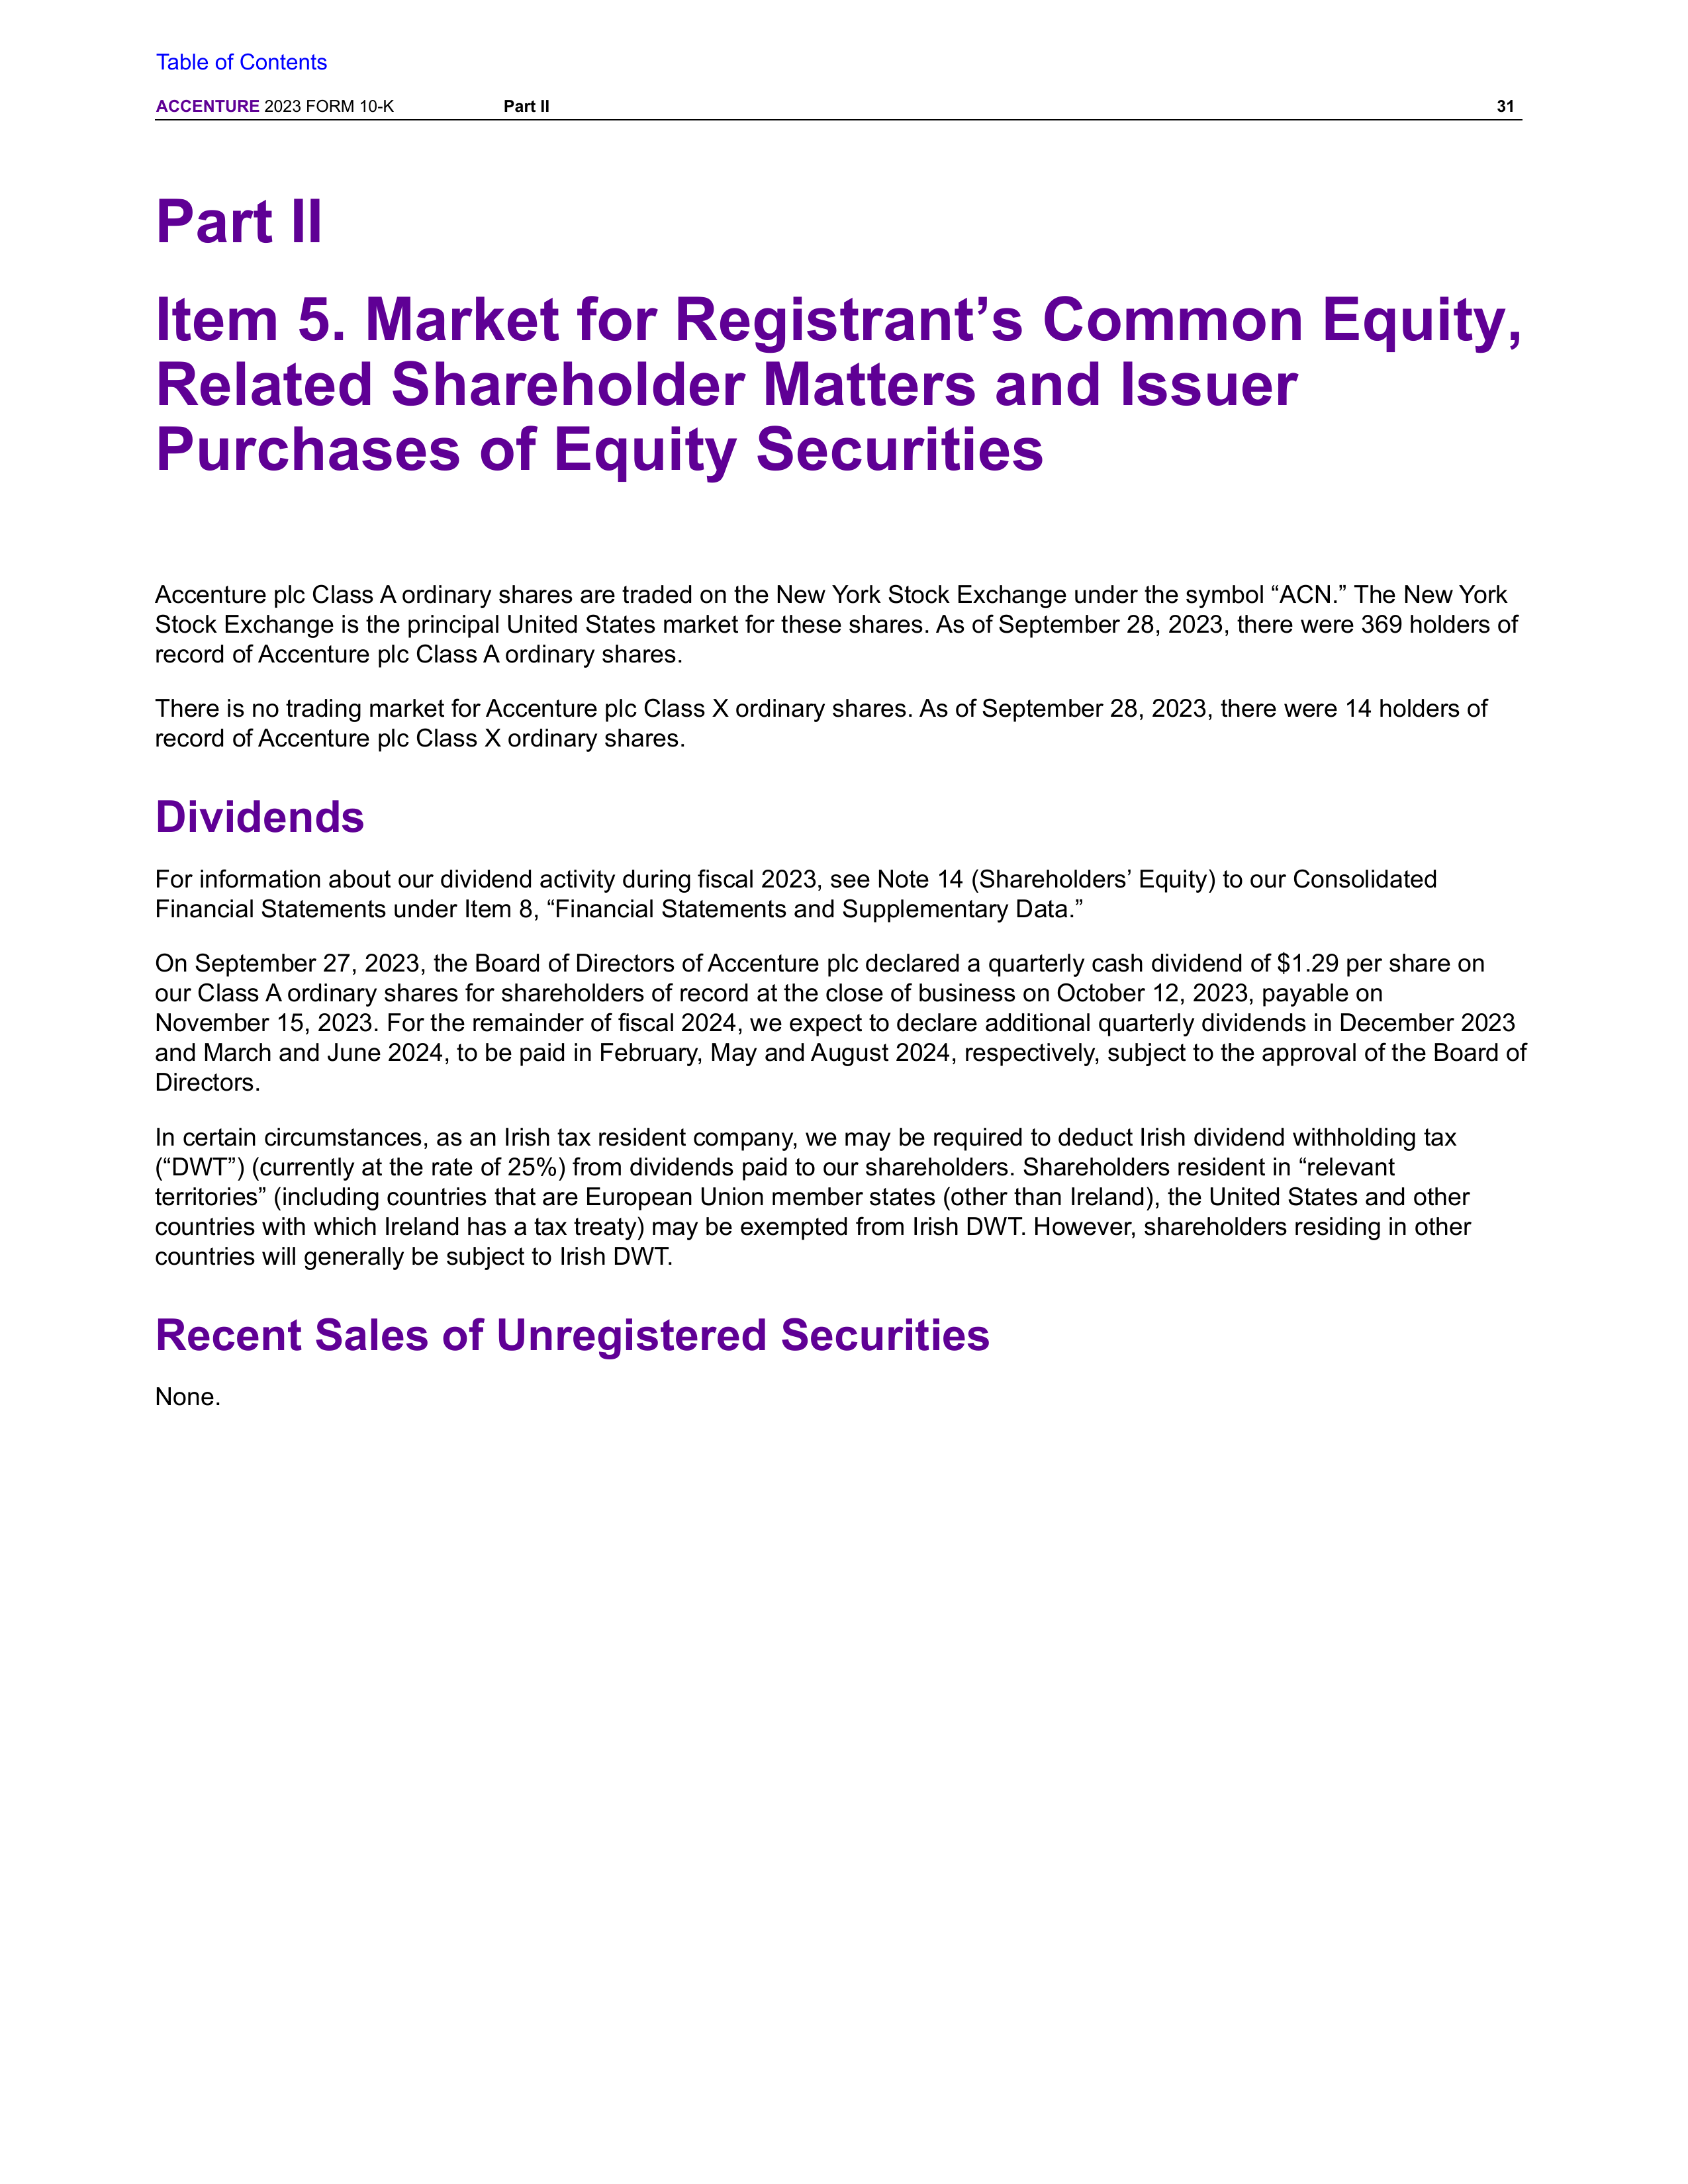 Table of Contents
ACCENTURE 2023 FORM 10-K Part II 31
Part II
Item 5. Market for Registrant’s Common Equity,
Related Shareholder Matters and Issuer
Purchases of Equity Securities
Accenture plc Class A ordinary shares are traded on the New York Stock Exchange under the symbol “ACN.” The New York
Stock Exchange is the principal United States market for these shares. As of September 28, 2023, there were 369 holders of
record of Accenture plc Class A ordinary shares.
There is no trading market for Accenture plc Class X ordinary shares. As of September 28, 2023, there were 14 holders of
record of Accenture plc Class X ordinary shares.
Dividends
For information about our dividend activity during fiscal 2023, see Note 14 (Shareholders’ Equity) to our Consolidated
Financial Statements under Item 8, “Financial Statements and Supplementary Data.”
On September 27, 2023, the Board of Directors of Accenture plc declared a quarterly cash dividend of $1.29 per share on
our Class A ordinary shares for shareholders of record at the close of business on October 12, 2023, payable on
November 15, 2023. For the remainder of fiscal 2024, we expect to declare additional quarterly dividends in December 2023
and March and June 2024, to be paid in February, May and August 2024, respectively, subject to the approval of the Board of
Directors.
In certain circumstances, as an Irish tax resident company, we may be required to deduct Irish dividend withholding tax
(“DWT”) (currently at the rate of 25%) from dividends paid to our shareholders. Shareholders resident in “relevant
territories” (including countries that are European Union member states (other than Ireland), the United States and other
countries with which Ireland has a tax treaty) may be exempted from Irish DWT. However, shareholders residing in other
countries will generally be subject to Irish DWT.
Recent Sales of Unregistered Securities
None.